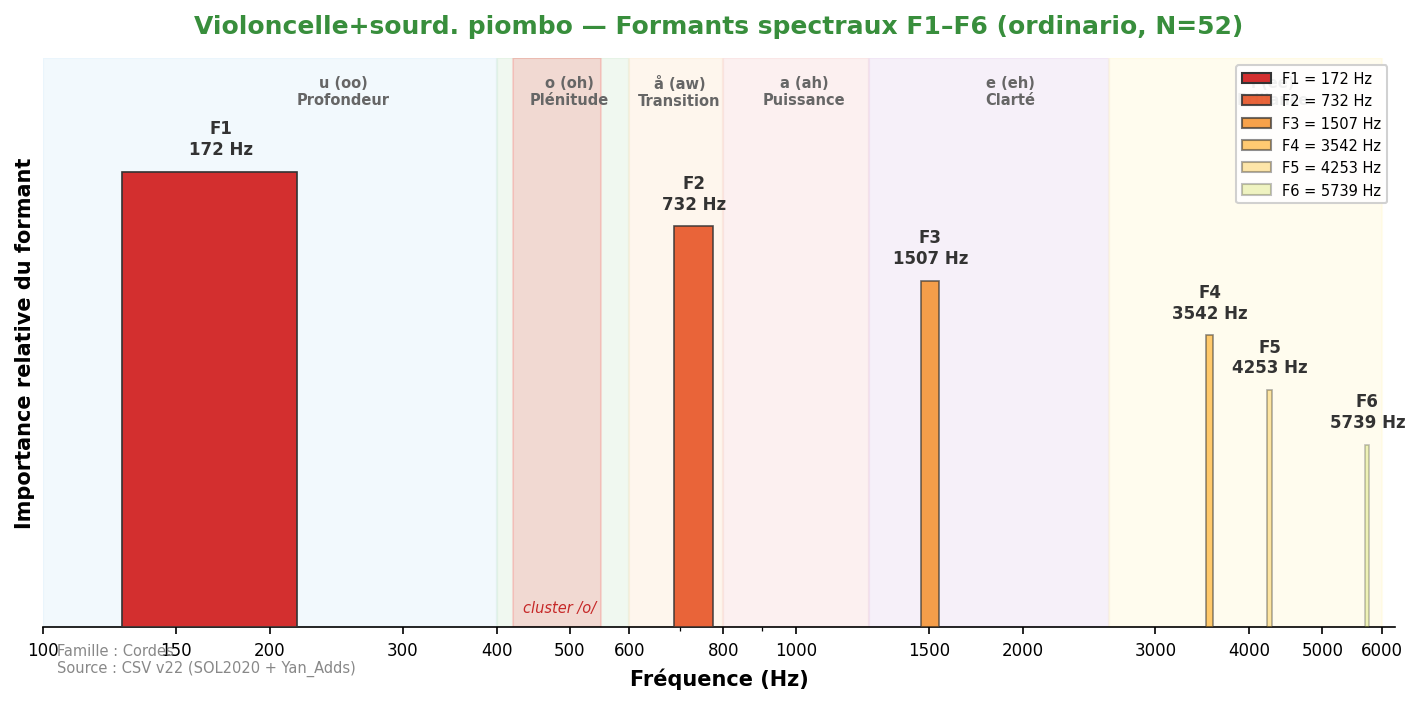 Violoncelle+sourd. piombo — Formants spectraux F1–F6 (ordinario, N=52)
u (oo)
Profondeur
o (oh)
Plénitude
å (aw)
Transition
a (ah)
Puissance
e (eh)
Clarté
F1 = 172 Hz
F2 = 732 Hz
F3 = 1507 Hz
F4 = 3542 Hz
F5 = 4253 Hz
F6 = 5739 Hz
F1
172 Hz
F2
732 Hz
F3
1507 Hz
F4
3542 Hz
F5
4253 Hz
F6
5739 Hz
Importance relative du formant
cluster /o/
100 150 200 300 400 500 600 800 1000 1500 2000 3000 4000 5000 6000
Famille : Cordes
Source : CSV v22 (SOL2020 + Yan_Adds)
Fréquence (Hz)